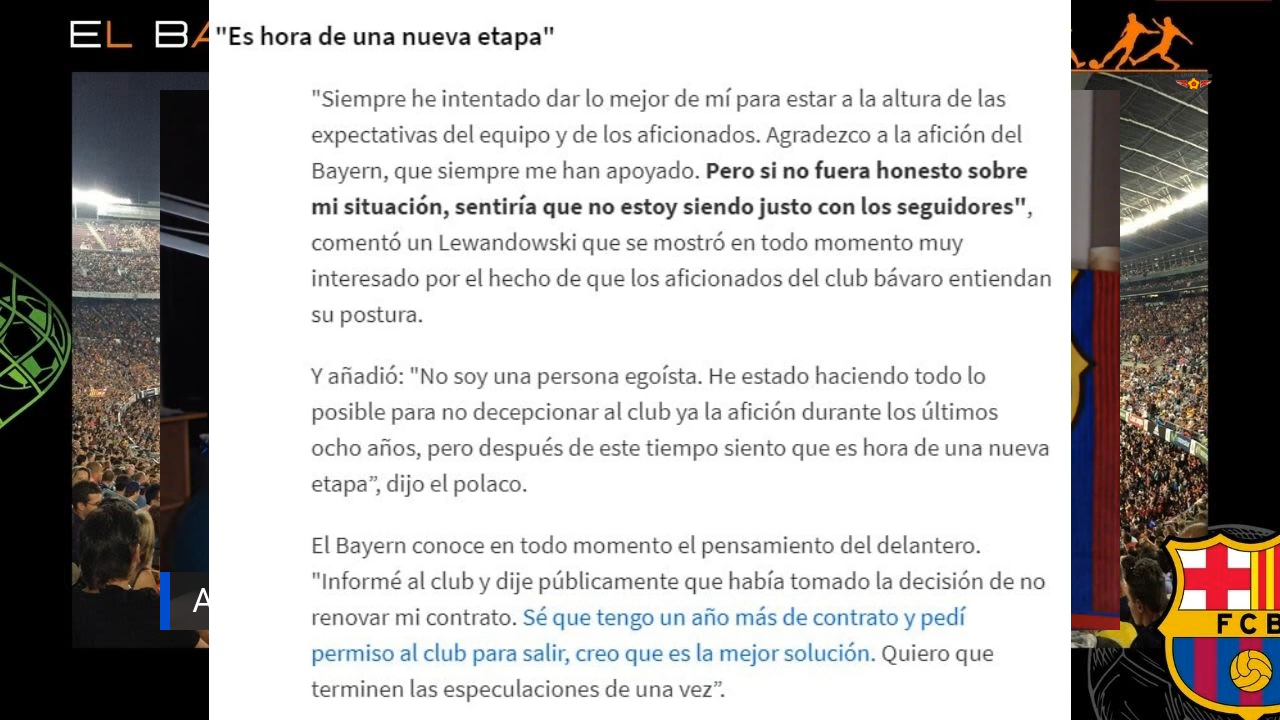 EL BA
"Es hora de una nueva etapa"
"Siempre he intentado dar lo mejor de mí para estar a la altura de las
expectativas del equipo y de los aficionados. Agradezco a la afición del
Bayern, que siempre me han apoyado. Pero si no fuera honesto sobre
mi situación, sentiría que no estoy siendo justo con los seguidores",
comentó un Lewandowski que se mostró en todo momento muy
interesado por el hecho de que los aficionados del club bávaro entiendan
su postura.
Y añadió: "No soy una persona egoísta. He estado haciendo todo lo
posible para no decepcionar al club ya la afición durante los últimos
ocho años, pero después de este tiempo siento que es hora de una nueva
etapa”, dijo el polaco.
El Bayern conoce en todo momento el pensamiento del delantero.
"Informé al club y dije públicamente que había tomado la decisión de no
renovar mi contrato. Sé que tengo un año más de contrato y pedí
permiso al club para salir, creo que es la mejor solución. Quiero que
terminen las especulaciones de una vez”.
A
FCB